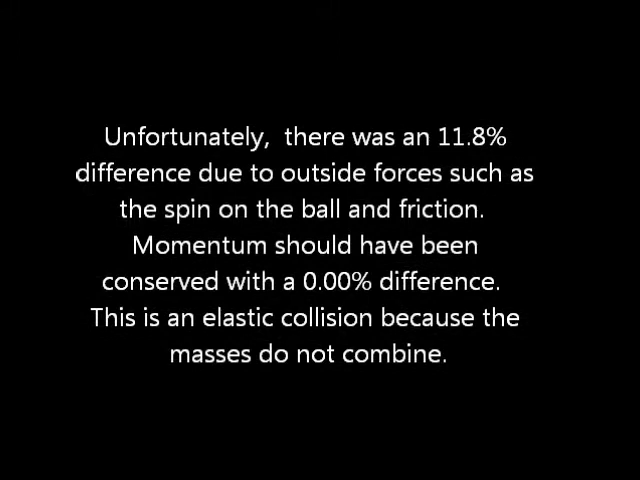 Unfortunately,  there was an 11.8%
difference due to outside forces such as
the spin on the ball and friction.
Momentum should have been
conserved with a 0.00% difference.
This is an elastic collision because the
masses do not combine.